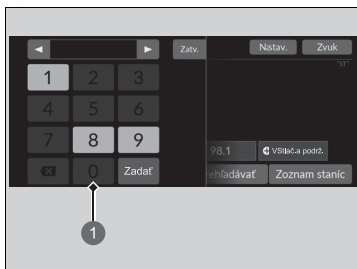 Zatv. Nastav. Zvuk
"ST"
1 2 3
4 5 6
7 8 9
98.1 VStlač.a podrž.
0 Zadať
rehľadávať Zoznam staníc
1